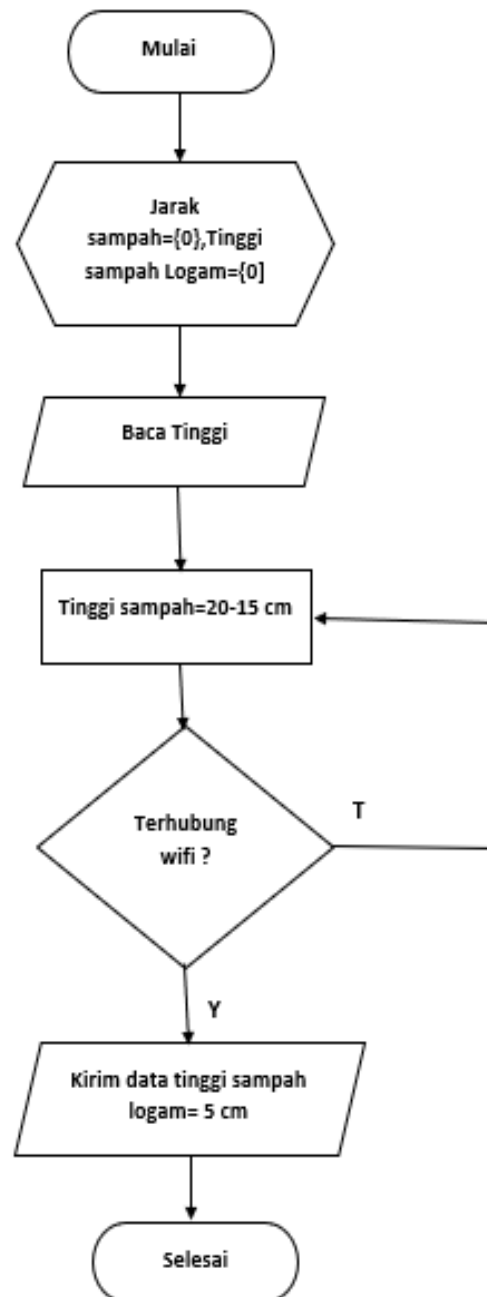 Mulai
Jarak
sampah={0},Tinggi
sampah Logam={0]
Baca Tinggi
Tinggi sampah=20-15 cm
Terhubung
wifi ?
T
Y
Kirim data tinggi sampah
logam= 5 cm
Selesai